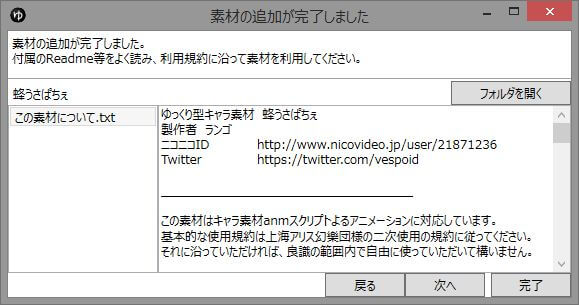 ゆ
素材の追加が完了しました
素材の追加が完了しました。
付属のReadme等をよく読み、利用規約に沿って素材を利用してください。
蜂うさぱちぇ
フォルダを開く
この素材について.txt
ゆっくり型キャラ素材 蜂うさぱちぇ
製作者 ランゴ
ニコニコID http://www.nicovideo.jp/user/21871236
Twitter https://twitter.com/vespoid
この素材はキャラ素材anmスクリプトよるアニメーションに対応しています。
基本的な使用規約は上海アリス幻樂団様の二次使用の規約に従ってください。
それに沿っていただければ、良識の範囲内で自由に使っていただいて構いません。
戻る
次へ
完了